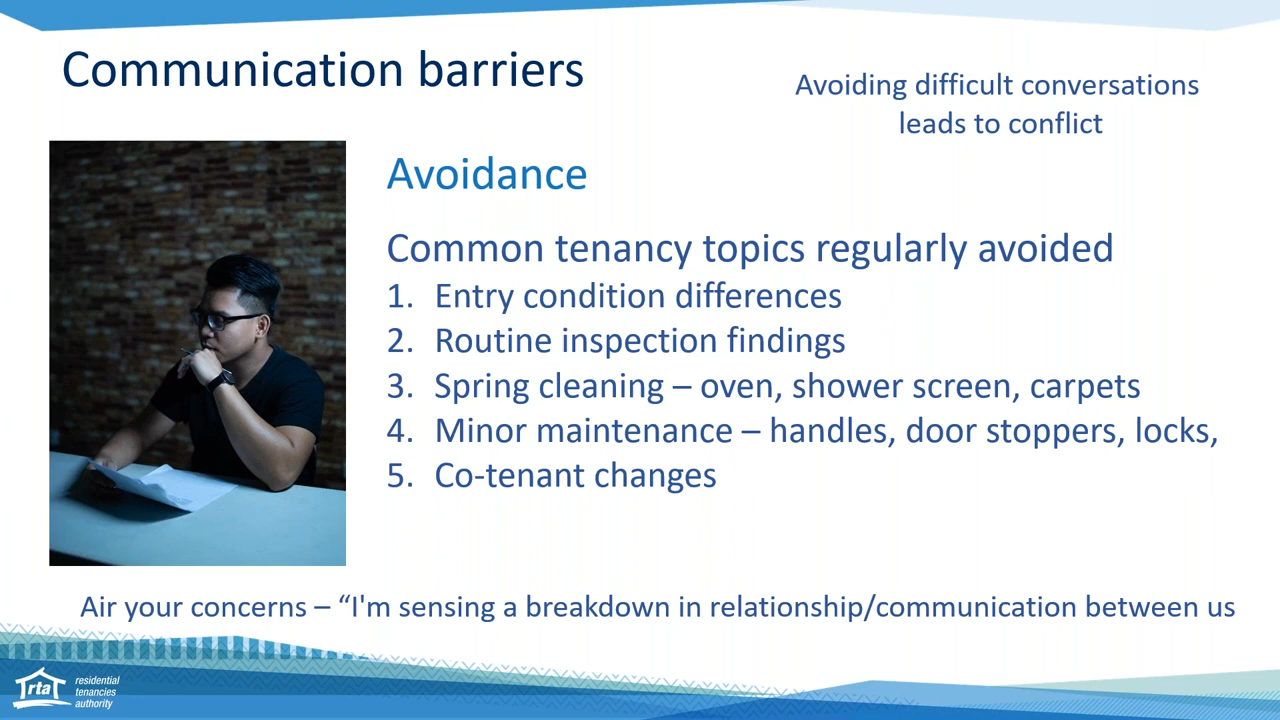 Communication barriers
Avoiding difficult conversations
leads to conflict
Avoidance
Common tenancy topics regularly avoided
1. Entry condition differences
2. Routine inspection findings
3. Spring cleaning – oven, shower screen, carpets
4. Minor maintenance – handles, door stoppers, locks,
5. Co-tenant changes
Air your concerns – “I'm sensing a breakdown in relationship/communication between us
rta
residential
tenancies
authority